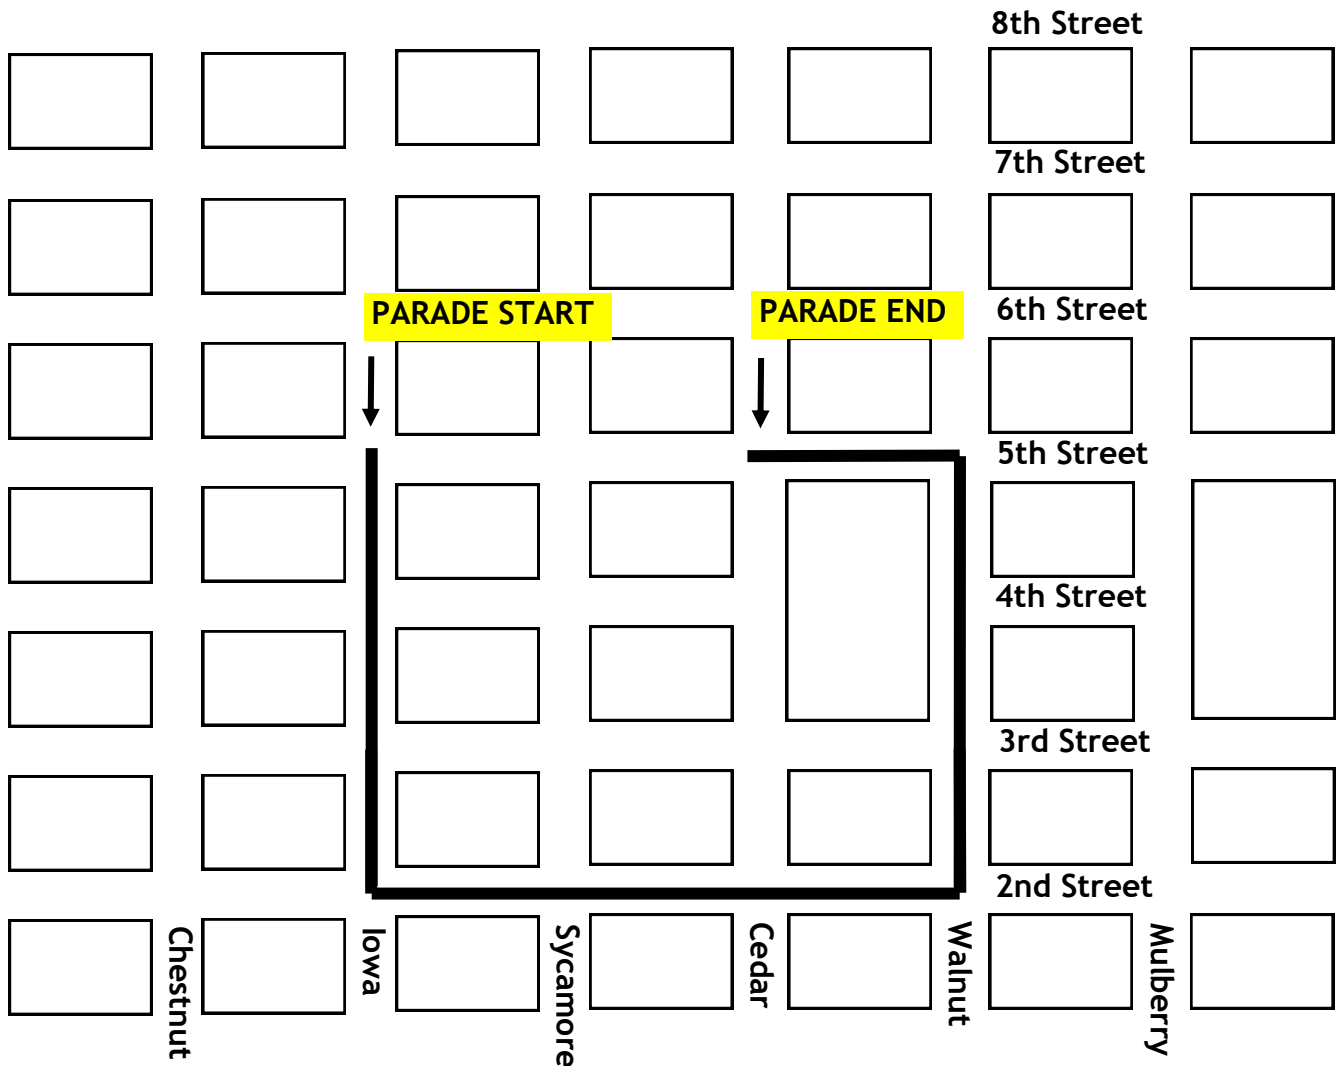 8th Street
7th Street
PARADE START
PARADE END
6th Street
5th Street
4th Street
3rd Street
2nd Street
Chestnut
Iowa
Sycamore
Cedar
Walnut
Mulberry